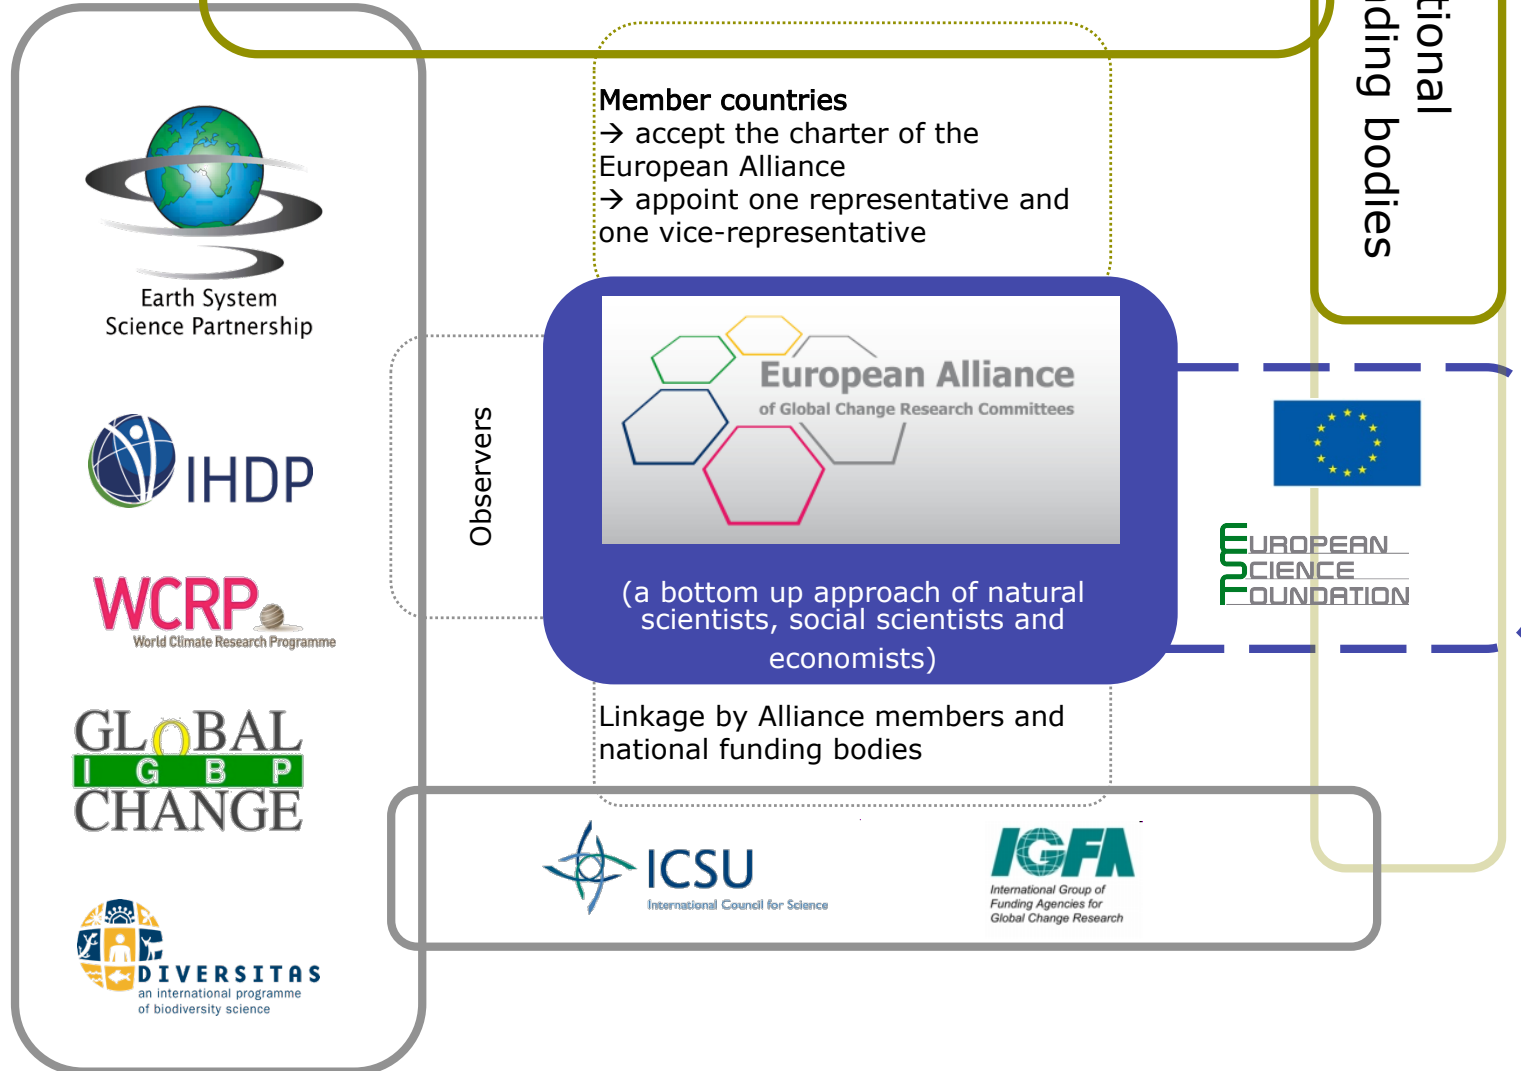 tional
ding bodies
Member countries
→ accept the charter of the
European Alliance
→ appoint one representative and
one vice-representative
Earth System
Science Partnership
IHDP
WCRP
World Climate Research Programme
GLOBAL
I G B P
CHANGE
DIVERSITAS
an international programme
of biodiversity science
Observers
European Alliance
of Global Change Research Committees
(a bottom up approach of natural
scientists, social scientists and
economists)
EUROPEAN
SCIENCE
FOUNDATION
Linkage by Alliance members and
national funding bodies
ICSU
International Council for Science
IGFA
International Group of
Funding Agencies for
Global Change Research